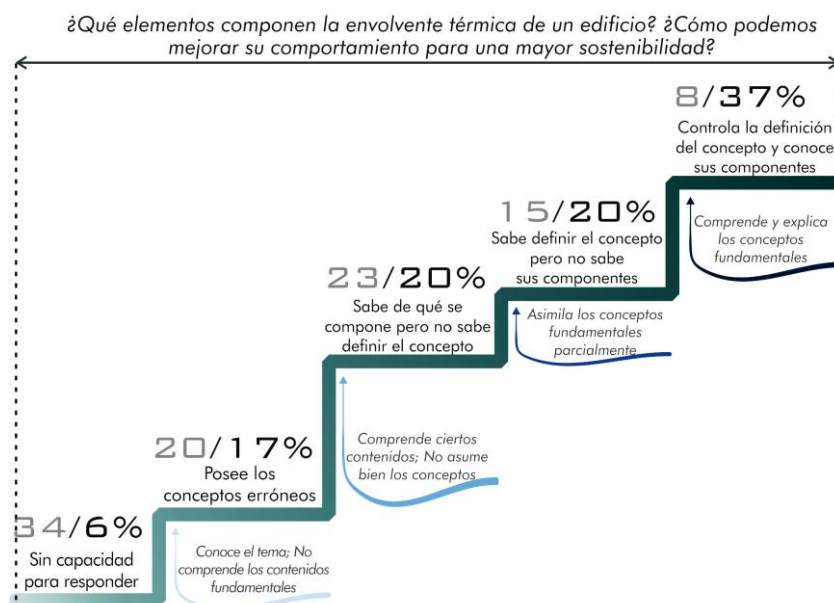 ¿Qué elementos componen la envolvente térmica de un edificio? ¿Cómo podemos
mejorar su comportamiento para una mayor sostenibilidad?
8/37%
Controla la definición
del concepto y conoce
sus componentes
Comprende y explica
los conceptos
fundamentales
15/20%
Sabe definir el concepto
pero no sabe
sus componentes
Asimila los conceptos
fundamentales
parcialmente
23/20%
Sabe de qué se
compone pero no sabe
definir el concepto
Comprende ciertos
contenidos; No asume
bien los conceptos
20/17%
Posee los
conceptos erróneos
Conoce el tema; No
comprende los contenidos
fundamentales
34/6%
Sin capacidad
para responder